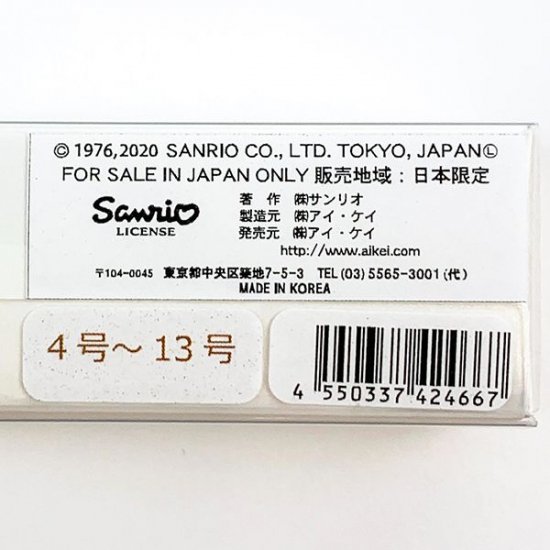 © 1976,2020 SANRIO CO., LTD. TOKYO, JAPANⓁ
FOR SALE IN JAPAN ONLY 販売地域：日本限定
Sanrio
LICENSE
著　作　㈱サンリオ
製造元　㈱アイ・ケイ
発売元　㈱アイ・ケイ
http://www.aikei.com/
〒104-0045　東京都中央区築地7-5-3　TEL(03)5565-3001(代)
MADE IN KOREA
4号～13号
4 550337 424667